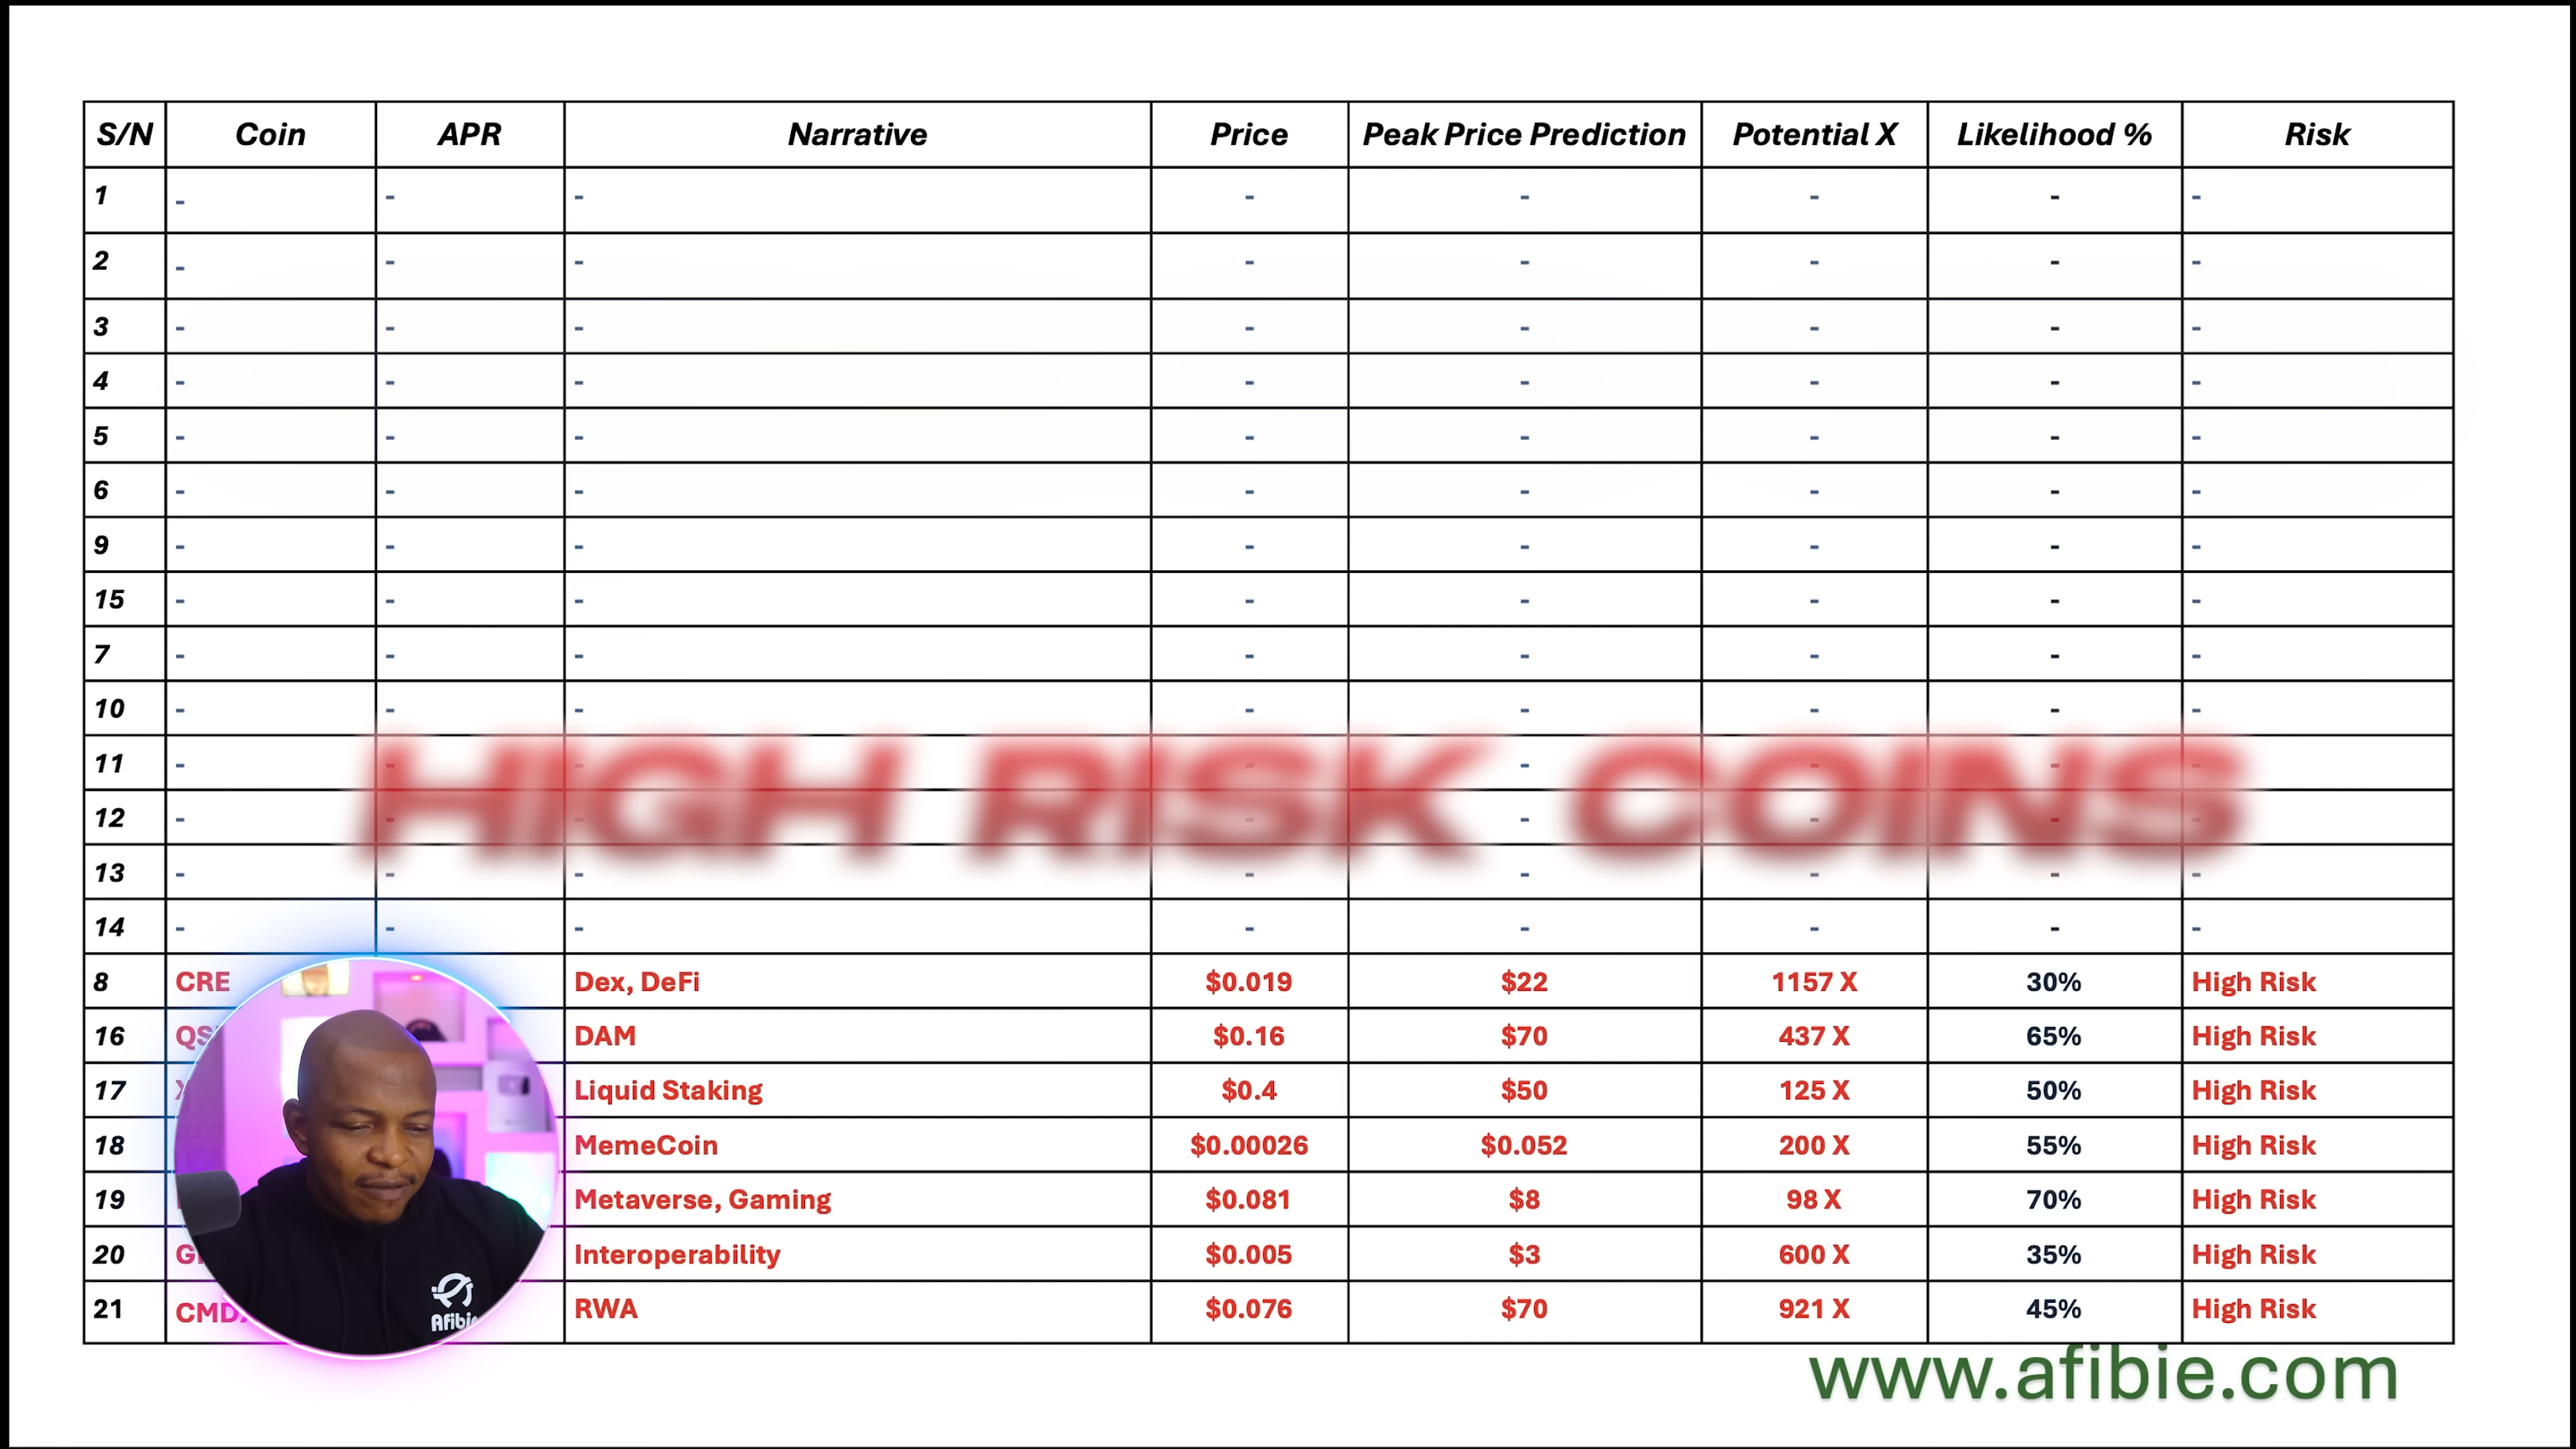 S/N Coin APR Narrative Price Peak Price Prediction Potential X Likelihood % Risk
1 - - - - - - - -
2 - - - - - - - -
3 - - - - - - - -
4 - - - - - - - -
5 - - - - - - - -
6 - - - - - - - -
9 - - - - - - - -
15 - - - - - - - -
7 - - - - - - - -
10 - - - - - - - -
11 - - - - - - - -
HIGH RISK COINS
12 - - - - - - - -
13 - - - - - - - -
14 - - - - - - - -
8 CRE Dex, DeFi $0.019 $22 1157 X 30% High Risk
16 DAM $0.16 $70 437 X 65% High Risk
17 Liquid Staking $0.4 $50 125 X 50% High Risk
18 MemeCoin $0.00026 $0.052 200 X 55% High Risk
19 Metaverse, Gaming $0.081 $8 98 X 70% High Risk
20 Interoperability $0.005 $3 600 X 35% High Risk
21 RWA $0.076 $70 921 X 45% High Risk
Afibie
www.afibie.com